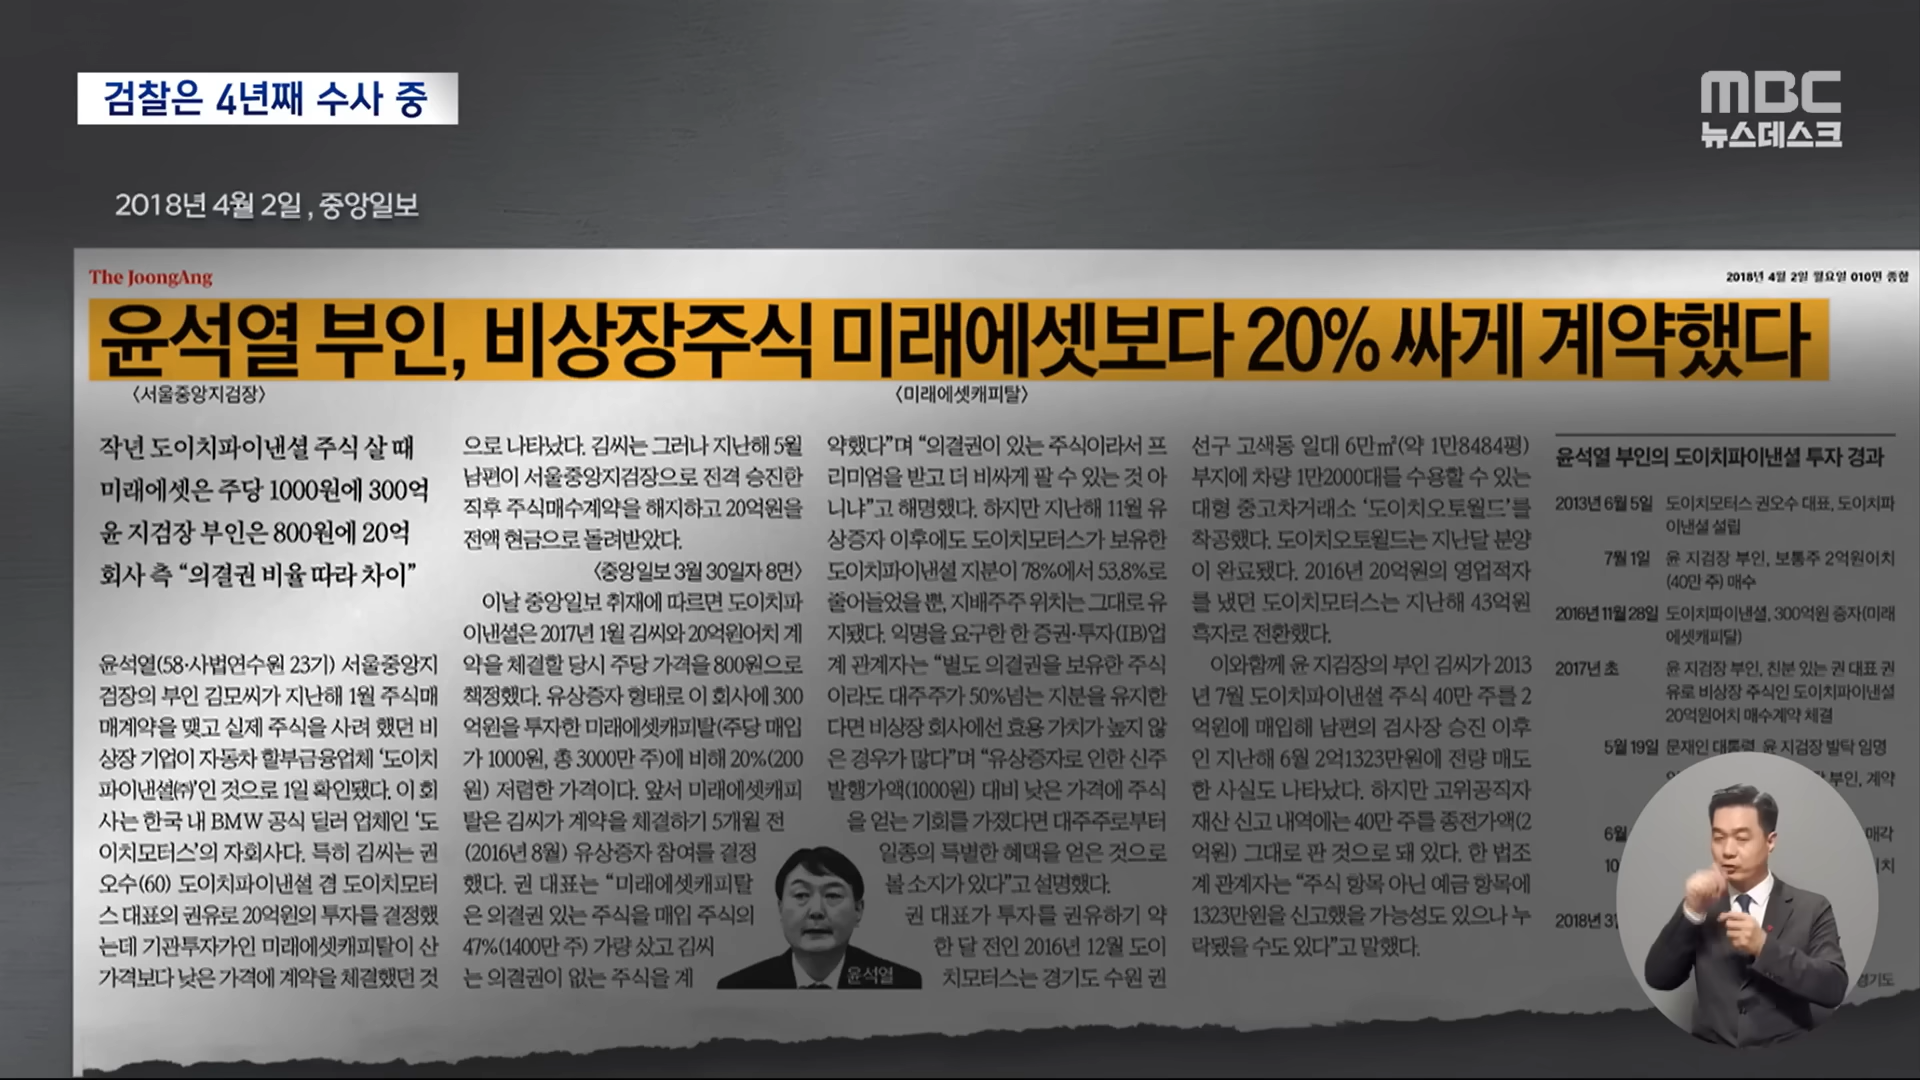 검찰은 4년째 수사 중
MBC
뉴스데스크
2018년 4월 2일, 중앙일보
The JoongAng
2018년 4월 2일 월요일 010면 종합
윤석열 부인, 비상장주식 미래에셋보다 20% 싸게 계약했다
〈서울중앙지검장〉
〈미래에셋캐피탈〉
작년 도이치파이낸셜 주식 살 때
미래에셋은 주당 1000원에 300억
윤 지검장 부인은 800원에 20억
회사 측 “의결권 비율 따라 차이”
윤석열(58·사법연수원 23기) 서울중앙지
검장의 부인 김모씨가 지난해 1월 주식매
매계약을 맺고 실제 주식을 사려 했던 비
상장 기업이 자동차 할부금융업체 ‘도이치
파이낸셜㈜’인 것으로 1일 확인됐다. 이 회
사는 한국 내 BMW 공식 딜러 업체인 ‘도
이치모터스’의 자회사다. 특히 김씨는 권
오수(60) 도이치파이낸셜 겸 도이치모터
스 대표의 권유로 20억원의 투자를 결정했
는데 기관투자가인 미래에셋캐피탈이 산
가격보다 낮은 가격에 계약을 체결했던 것
으로 나타났다. 김씨는 그러나 지난해 5월
남편이 서울중앙지검장으로 전격 승진한
직후 주식매수계약을 해지하고 20억원을
전액 현금으로 돌려받았다.
〈중앙일보 3월 30일자 8면〉
이날 중앙일보 취재에 따르면 도이치파
이낸셜은 2017년 1월 김씨와 20억원어치 계
약을 체결할 당시 주당 가격을 800원으로
책정했다. 유상증자 형태로 이 회사에 300
억원을 투자한 미래에셋캐피탈(주당 매입
가 1000원, 총 3000만 주)에 비해 20%(200
원) 저렴한 가격이다. 앞서 미래에셋캐피
탈은 김씨가 계약을 체결하기 5개월 전
(2016년 8월) 유상증자 참여를 결정
했다. 권 대표는 “미래에셋캐피탈
은 의결권 있는 주식을 매입 주식의
47%(1400만 주) 가량 샀고 김씨
는 의결권이 없는 주식을 계
윤석열
약했다”며 “의결권이 있는 주식이라서 프
리미엄을 받고 더 비싸게 팔 수 있는 것 아
니냐”고 해명했다. 하지만 지난해 11월 유
상증자 이후에도 도이치모터스가 보유한
도이치파이낸셜 지분이 78%에서 53.8%로
줄어들었을 뿐, 지배주주 위치는 그대로 유
지됐다. 익명을 요구한 한 증권·투자(IB)업
계 관계자는 “별도 의결권을 보유한 주식
이라도 대주주가 50%넘는 지분을 유지한
다면 비상장 회사에선 효용 가치가 높지 않
은 경우가 많다”며 “유상증자로 인한 신주
발행가액(1000원) 대비 낮은 가격에 주식
을 얻는 기회를 가졌다면 대주주로부터
일종의 특별한 혜택을 얻은 것으로
볼 소지가 있다”고 설명했다.
권 대표가 투자를 권유하기 약
한 달 전인 2016년 12월 도이
치모터스는 경기도 수원 권
선구 고색동 일대 6만㎡(약 1만8484평)
부지에 차량 1만2000대를 수용할 수 있는
대형 중고차거래소 ‘도이치오토월드’를
착공했다. 도이치오토월드는 지난달 분양
이 완료됐다. 2016년 20억원의 영업적자
를 냈던 도이치모터스는 지난해 43억원
흑자로 전환했다.
이와함께 윤 지검장의 부인 김씨가 2013
년 7월 도이치파이낸셜 주식 40만 주를 2
억원에 매입해 남편의 검사장 승진 이후
인 지난해 6월 2억1323만원에 전량 매도
한 사실도 나타났다. 하지만 고위공직자
재산 신고 내역에는 40만 주를 종전가액(2
억원) 그대로 판 것으로 돼 있다. 한 법조
계 관계자는 “주식 항목 아닌 예금 항목에
1323만원을 신고했을 가능성도 있으나 누
락됐을 수도 있다”고 말했다.
윤석열 부인의 도이치파이낸셜 투자 경과
2013년 6월 5일 도이치모터스 권오수 대표, 도이치파
이낸셜 설립
7월 1일 윤 지검장 부인, 보통주 2억원어치
(40만 주) 매수
2016년 11월 28일 도이치파이낸셜, 300억원 증자(미래
에셋캐피탈)
2017년 초 윤 지검장 부인, 친분 있는 권 대표 권
유로 비상장 주식인 도이치파이낸셜
20억원어치 매수계약 체결
5월 19일 문재인 대통령, 윤 지검장 발탁 임명
부인, 계약
6월
매각
10
치
2018년 3월
경기도